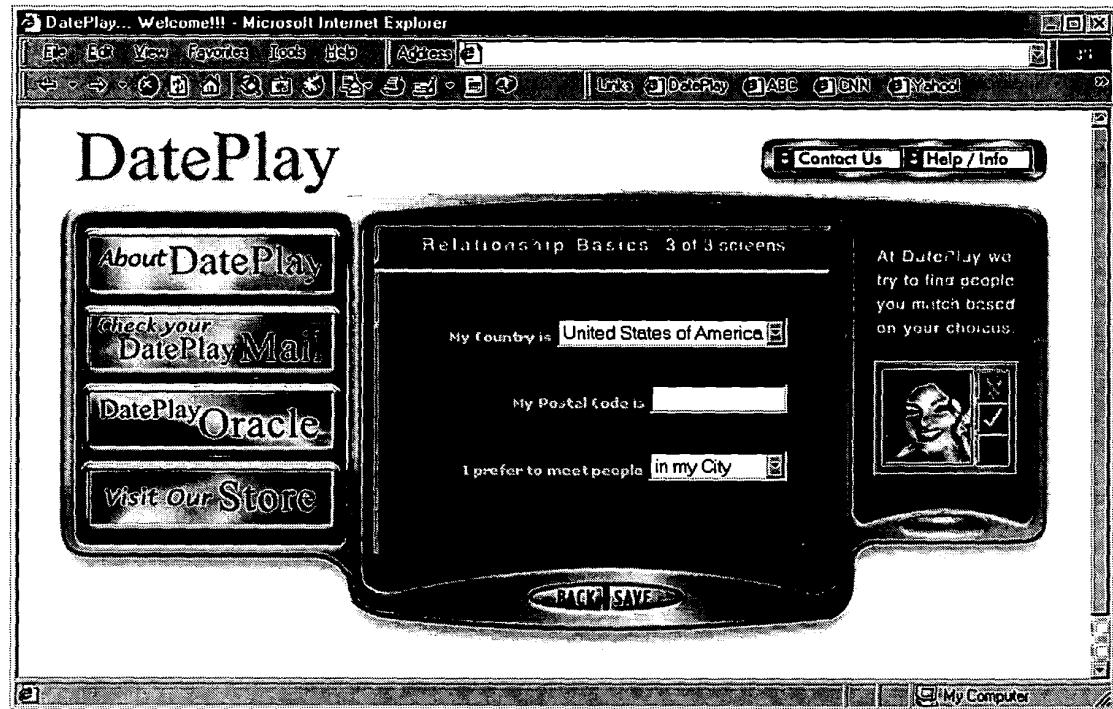 DatePlay... Welcome!!! - Microsoft Internet Explorer
File Edit View Favorites Tools Help Address
Links DatePlay ABC CNN Yahoo!
DatePlay
Contact Us Help / Info
About DatePlay
Check your
DatePlay Mail
DatePlay Oracle
Visit Our Store
Relationship Basics 3 of 3 screens
My Country is United States of America
My Postal Code is
I prefer to meet people in my City
BACK SAVE
At DatePlay we
try to find people
you match based
on your choices.
My Computer